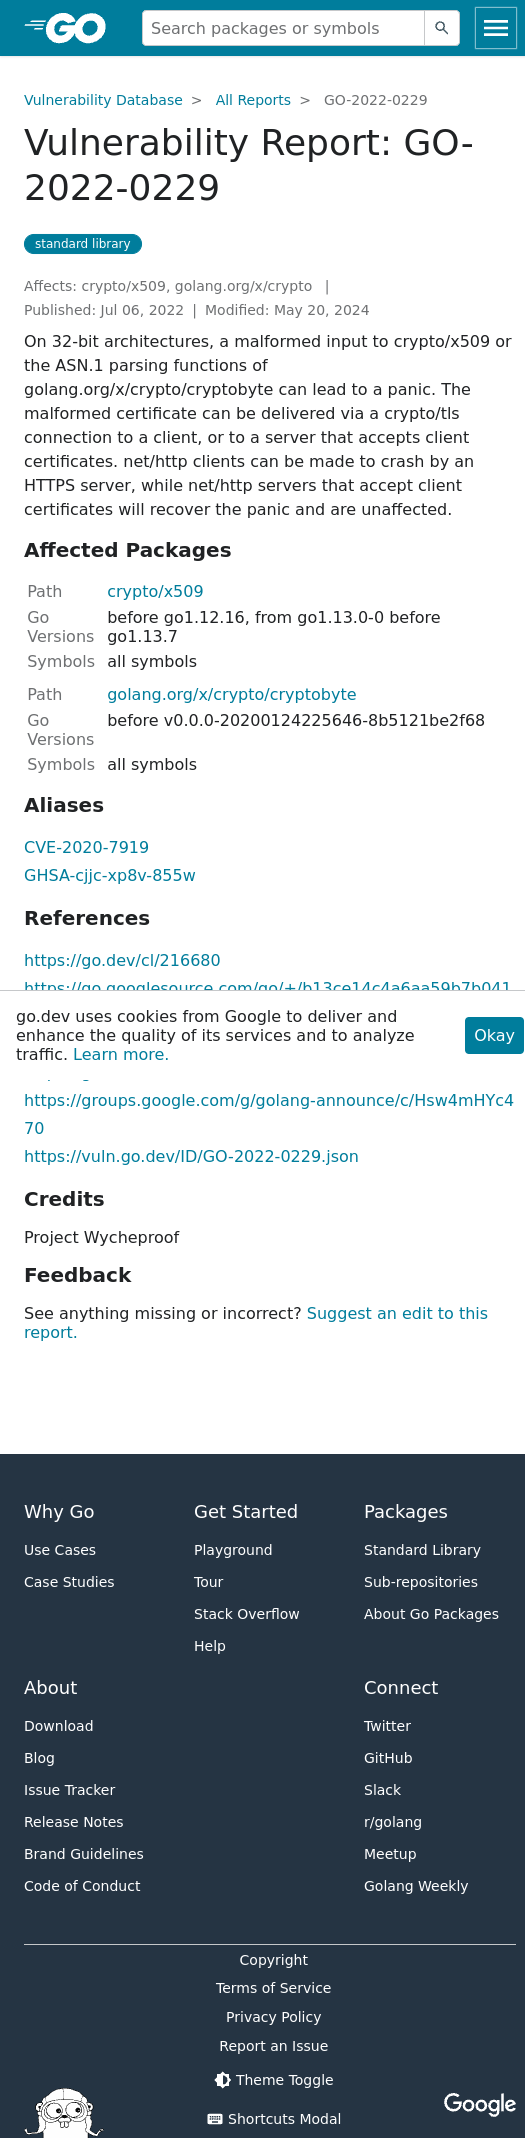 GO
Search packages or symbols
Vulnerability Database > All Reports > GO-2022-0229
Vulnerability Report: GO-
2022-0229
standard library
Affects: crypto/x509, golang.org/x/crypto |
Published: Jul 06, 2022 | Modified: May 20, 2024
On 32-bit architectures, a malformed input to crypto/x509 or
the ASN.1 parsing functions of
golang.org/x/crypto/cryptobyte can lead to a panic. The
malformed certificate can be delivered via a crypto/tls
connection to a client, or to a server that accepts client
certificates. net/http clients can be made to crash by an
HTTPS server, while net/http servers that accept client
certificates will recover the panic and are unaffected.
Affected Packages
Path crypto/x509
Go Versions before go1.12.16, from go1.13.0-0 before
go1.13.7
Symbols all symbols
Path golang.org/x/crypto/cryptobyte
Go Versions before v0.0.0-20200124225646-8b5121be2f68
Symbols all symbols
Aliases
CVE-2020-7919
GHSA-cjjc-xp8v-855w
References
https://go.dev/cl/216680
https://go.googlesource.com/go/+/b13ce14c4a6aa59b7b041
go.dev uses cookies from Google to deliver and
enhance the quality of its services and to analyze
traffic. Learn more.
Okay
https://groups.google.com/g/golang-announce/c/Hsw4mHYc4
70
https://vuln.go.dev/ID/GO-2022-0229.json
Credits
Project Wycheproof
Feedback
See anything missing or incorrect? Suggest an edit to this
report.
Why Go
Use Cases
Case Studies
Get Started
Playground
Tour
Stack Overflow
Help
Packages
Standard Library
Sub-repositories
About Go Packages
About
Download
Blog
Issue Tracker
Release Notes
Brand Guidelines
Code of Conduct
Connect
Twitter
GitHub
Slack
r/golang
Meetup
Golang Weekly
Copyright
Terms of Service
Privacy Policy
Report an Issue
Theme Toggle
Shortcuts Modal
Google